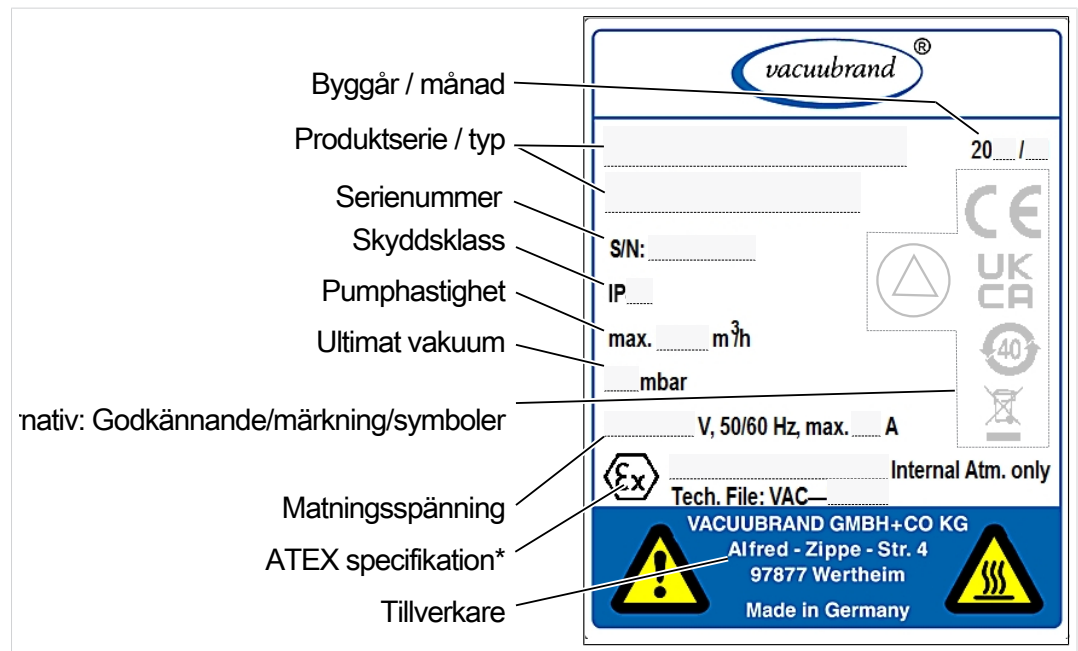 vacuubrand ®
Byggår / månad
Produktserie / typ
20 /
Serienummer
S/N:
Skyddsklass
IP
Pumphastighet
max. m³/h
Ultimat vakuum
mbar
nativ: Godkännande/märkning/symboler
CE
UK
CA
40
V, 50/60 Hz, max. A
Matningsspänning
Ex
Internal Atm. only
Tech. File: VAC—
ATEX specifikation*
Tillverkare
VACUUBRAND GMBH+CO KG
Alfred - Zippe - Str. 4
97877 Wertheim
Made in Germany